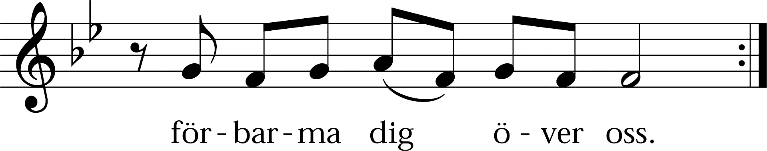 för - bar - ma dig ö - ver oss.